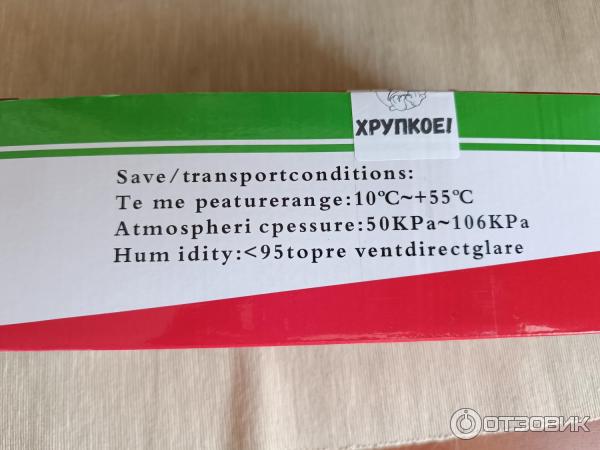 ХРУПКОЕ!
Save/transportconditions:
Te me peaturerange:10°C~+55°C
Atmospheri cpessure:50KPa~106KPa
Hum idity:<95topre ventdirectglare
ОТЗОВИК